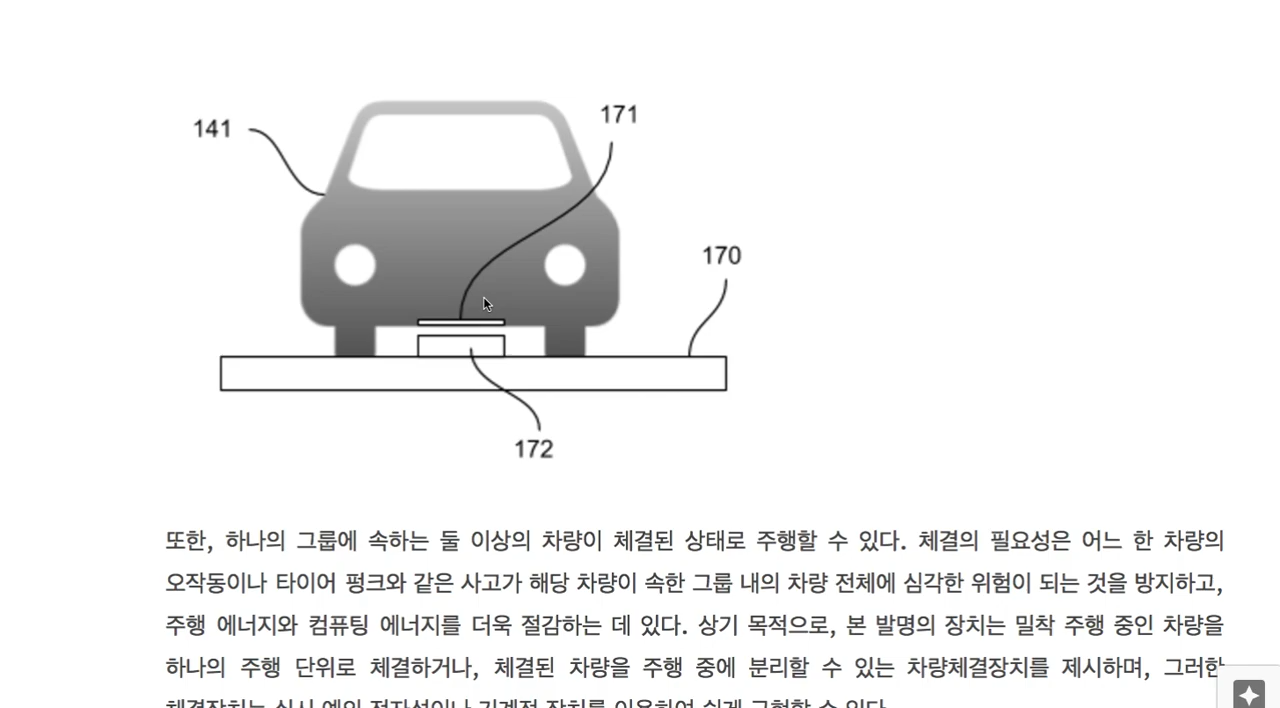 141
171
170
172
또한, 하나의 그룹에 속하는 둘 이상의 차량이 체결된 상태로 주행할 수 있다. 체결의 필요성은 어느 한 차량의
오작동이나 타이어 펑크와 같은 사고가 해당 차량이 속한 그룹 내의 차량 전체에 심각한 위험이 되는 것을 방지하고,
주행 에너지와 컴퓨팅 에너지를 더욱 절감하는 데 있다. 상기 목적으로, 본 발명의 장치는 밀착 주행 중인 차량을
하나의 주행 단위로 체결하거나, 체결된 차량을 주행 중에 분리할 수 있는 차량체결장치를 제시하며, 그러한